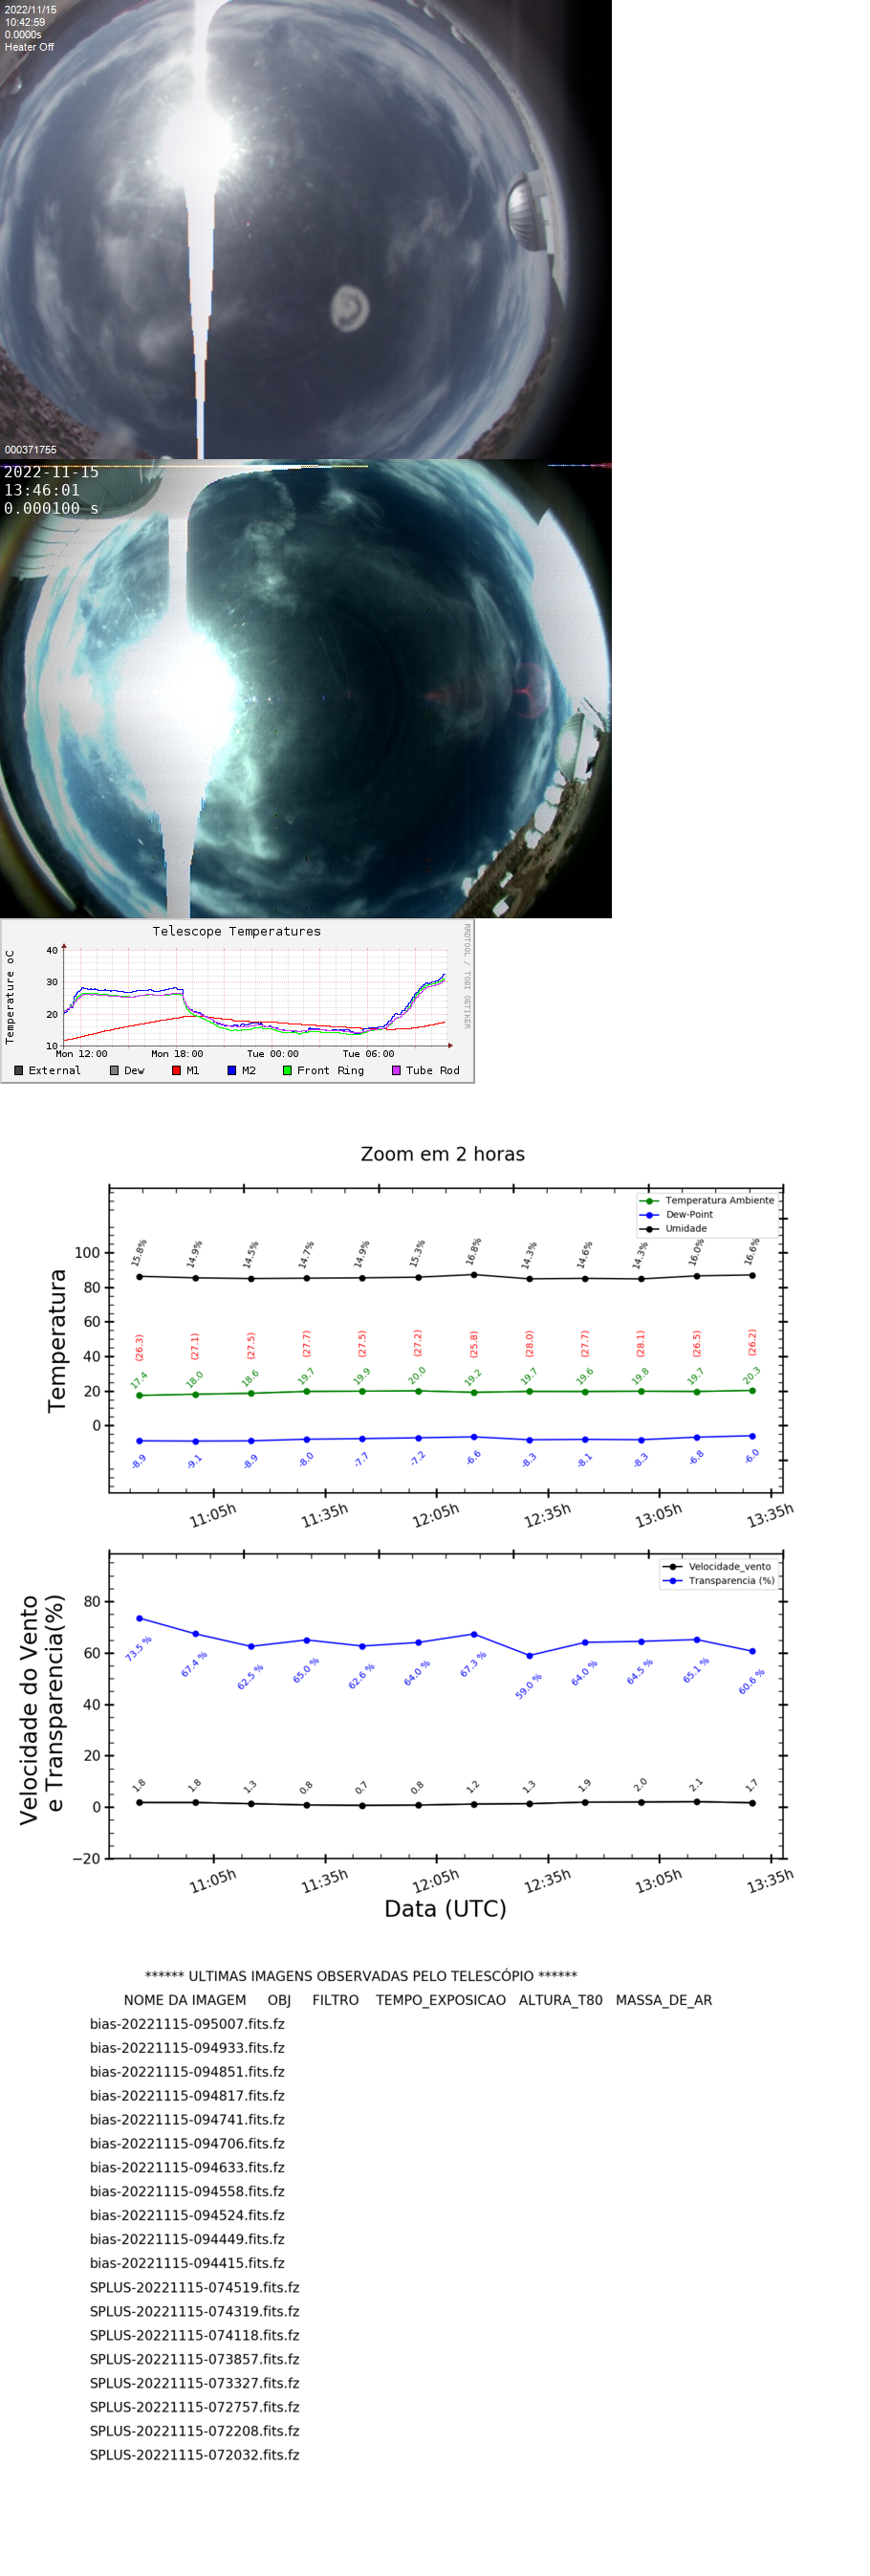 2022/11/15
10:42:59
0.0000s
Heater Off
000371755
2022-11-15
13:46:01
0.000100 s
Telescope Temperatures
Temperature oC
RRDTOOL / TOBI OETIKER
40
30
20
10
Mon 12:00 Mon 18:00 Tue 00:00 Tue 06:00
External Dew M1 M2 Front Ring Tube Rod
Zoom em 2 horas
Temperatura Ambiente
Dew-Point
Umidade
Temperatura
100
80
60
40
20
0
15.8% 14.9% 14.5% 14.7% 14.9% 15.3% 16.8% 14.3% 14.6% 14.3% 16.0% 16.6%
(26.3) (27.1) (27.5) (27.7) (27.5) (27.2) (25.8) (28.0) (27.7) (28.1) (26.5) (26.2)
17.4 18.0 18.6 19.7 19.9 20.0 19.2 19.7 19.6 19.8 19.7 20.3
-8.9 -9.1 -8.9 -8.0 -7.7 -7.2 -6.6 -8.3 -8.1 -8.3 -6.8 -6.0
11:05h 11:35h 12:05h 12:35h 13:05h 13:35h
Velocidade_vento
Transparencia (%)
Velocidade do Vento
e Transparencia(%)
80
60
40
20
0
−20
73.5 % 67.4 % 62.5 % 65.0 % 62.6 % 64.0 % 67.3 % 59.0 % 64.0 % 64.5 % 65.1 % 60.6 %
1.8 1.8 1.3 0.8 0.7 0.8 1.2 1.3 1.9 2.0 2.1 1.7
11:05h 11:35h 12:05h 12:35h 13:05h 13:35h
Data (UTC)
****** ULTIMAS IMAGENS OBSERVADAS PELO TELESCÓPIO ******
NOME DA IMAGEM OBJ FILTRO TEMPO_EXPOSICAO ALTURA_T80 MASSA_DE_AR
bias-20221115-095007.fits.fz
bias-20221115-094933.fits.fz
bias-20221115-094851.fits.fz
bias-20221115-094817.fits.fz
bias-20221115-094741.fits.fz
bias-20221115-094706.fits.fz
bias-20221115-094633.fits.fz
bias-20221115-094558.fits.fz
bias-20221115-094524.fits.fz
bias-20221115-094449.fits.fz
bias-20221115-094415.fits.fz
SPLUS-20221115-074519.fits.fz
SPLUS-20221115-074319.fits.fz
SPLUS-20221115-074118.fits.fz
SPLUS-20221115-073857.fits.fz
SPLUS-20221115-073327.fits.fz
SPLUS-20221115-072757.fits.fz
SPLUS-20221115-072208.fits.fz
SPLUS-20221115-072032.fits.fz